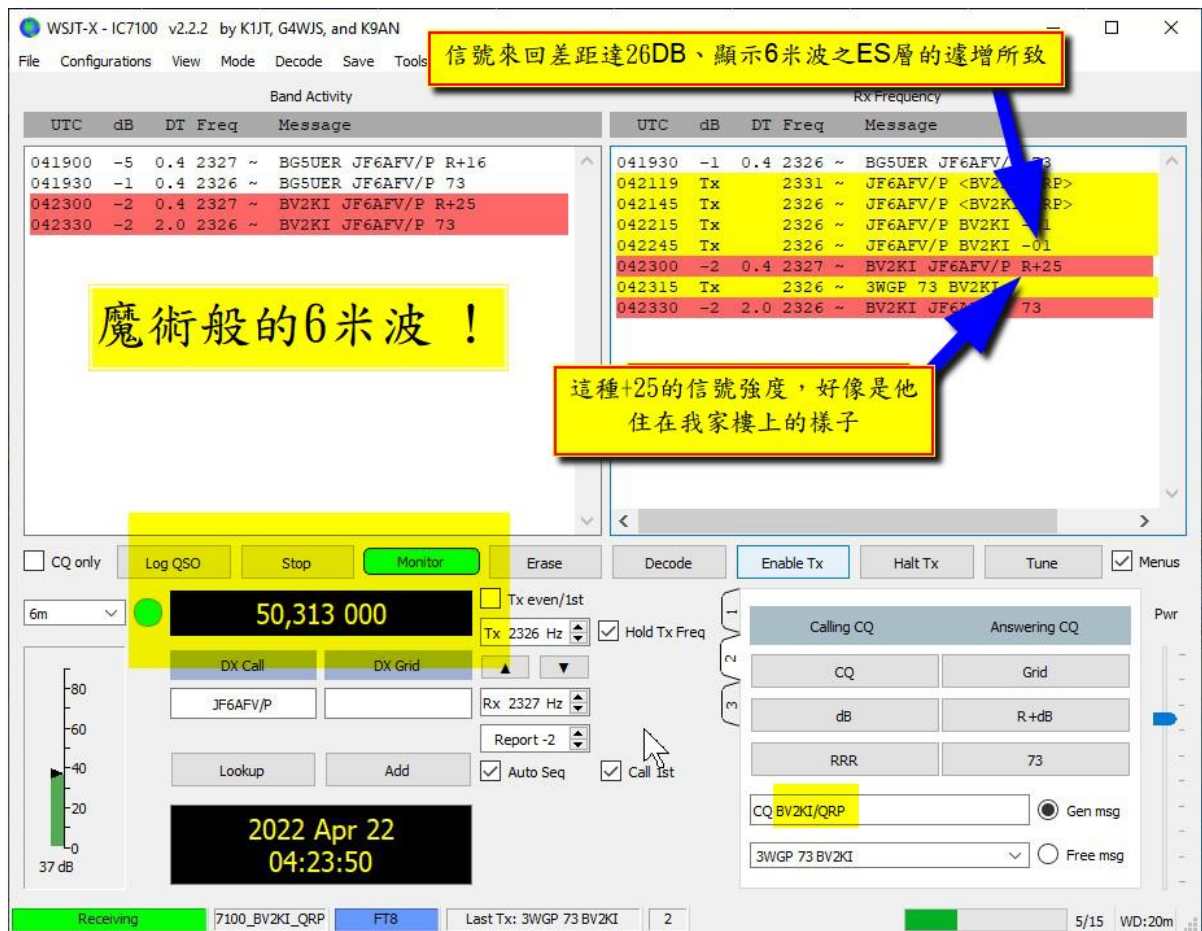 WSJT-X - IC7100 v2.2.2 by K1JT, G4WJS, and K9AN
File Configurations View Mode Decode Save Tools
信號來回差距達26DB、顯示6米波之ES層的遽增所致
Band Activity
UTC dB DT Freq Message
041900 -5 0.4 2327 ~ BG5UER JF6AFV/P R+16
041930 -1 0.4 2326 ~ BG5UER JF6AFV/P 73
042300 -2 0.4 2327 ~ BV2KI JF6AFV/P R+25
042330 -2 2.0 2326 ~ BV2KI JF6AFV/P 73
魔術般的6米波 !
Rx Frequency
UTC dB DT Freq Message
041930 -1 0.4 2326 ~ BG5UER JF6AFV/
042119 Tx 2331 ~ JF6AFV/P <BV2 RP>
042145 Tx 2326 ~ JF6AFV/P <BV2 RP>
042215 Tx 2326 ~ JF6AFV/P BV2KI
042245 Tx 2326 ~ JF6AFV/P BV2KI -01
042300 -2 0.4 2327 ~ BV2KI JF6AFV/P R+25
042315 Tx 2326 ~ 3WGP 73 BV2KI
042330 -2 2.0 2326 ~ BV2KI JF6 73
這種+25的信號強度,好像是他
住在我家樓上的樣子
CQ only Log QSO Stop Monitor Erase Decode Enable Tx Halt Tx Tune Menus
6m
50,313 000
Tx even/1st
Tx 2326 Hz Hold Tx Freq
DX Call DX Grid
JF6AFV/P
Rx 2327 Hz
Report -2
Lookup Add
Auto Seq Call 1st
2022 Apr 22
04:23:50
-80
-60
-40
-20
-0
37 dB
1
2
3
Calling CQ Answering CQ
CQ Grid
dB R+dB
RRR 73
CQ BV2KI/QRP Gen msg
3WGP 73 BV2KI Free msg
Pwr
Receiving 7100_BV2KI_QRP FT8 Last Tx: 3WGP 73 BV2KI 2 5/15 WD:20m